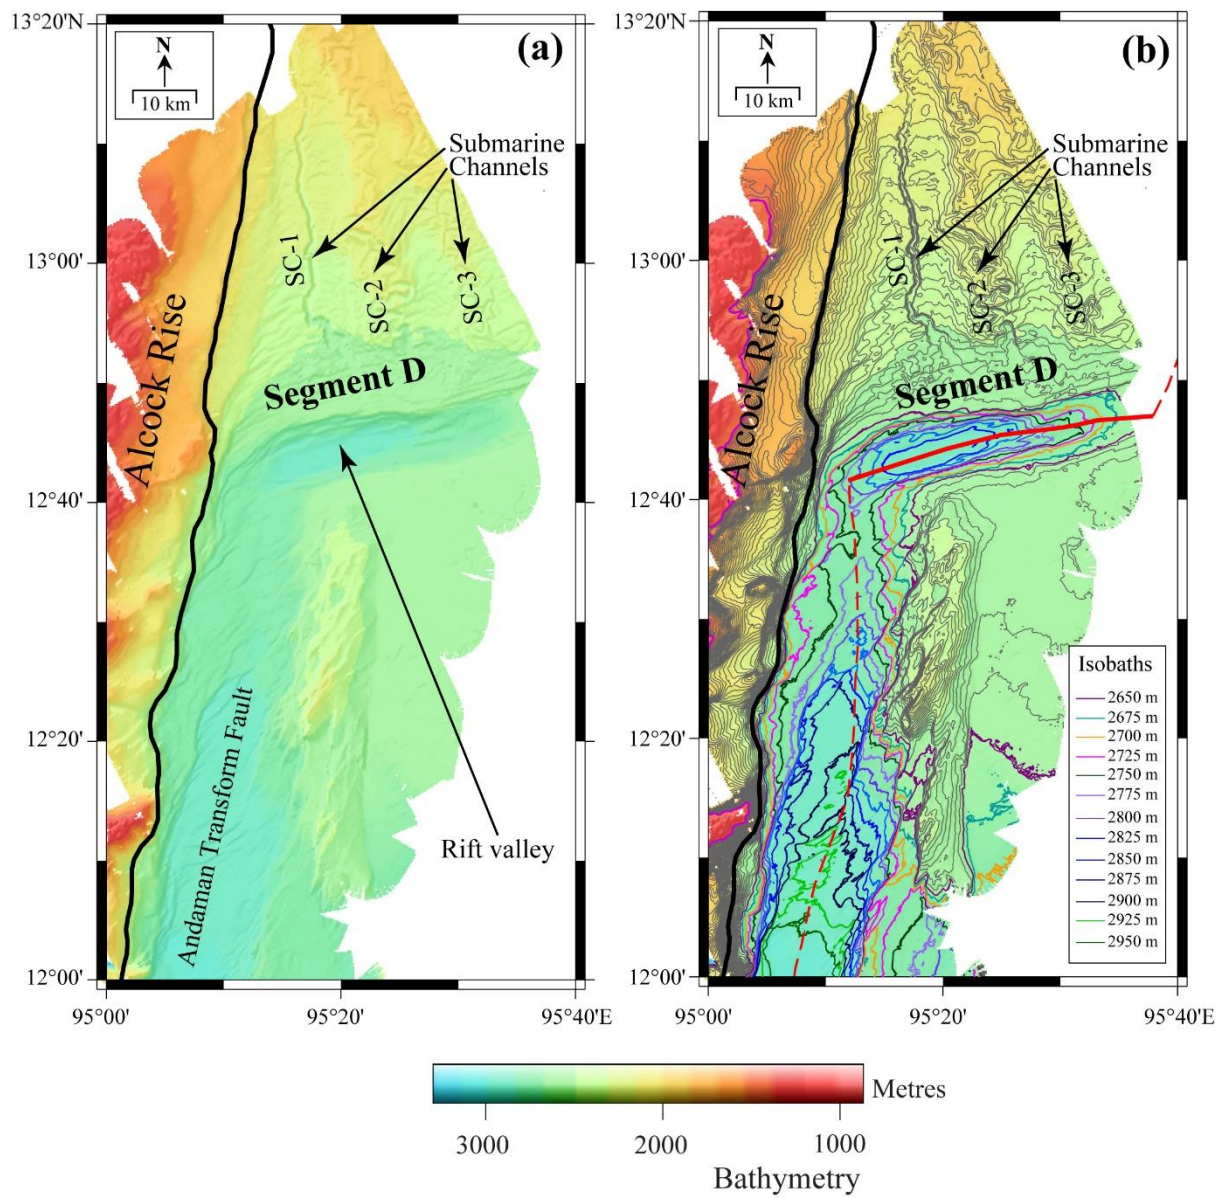 13°20'N
13°00'
12°40'
12°20'
12°00'
95°00'
95°20'
95°40'E
N
10 km
(a)
Submarine
Channels
SC-1
SC-2
SC-3
Alcock Rise
Segment D
Andaman Transform Fault
Rift valley
13°20'
13°00'
12°40'
12°20'
12°00'
95°00'
95°20'
95°40'E
N
10 km
(b)
Submarine
Channels
SC-1
SC-2
SC-3
Alcock Rise
Segment D
Isobaths
2650 m
2675 m
2700 m
2725 m
2750 m
2775 m
2800 m
2825 m
2850 m
2875 m
2900 m
2925 m
2950 m
Metres
3000
2000
1000
Bathymetry